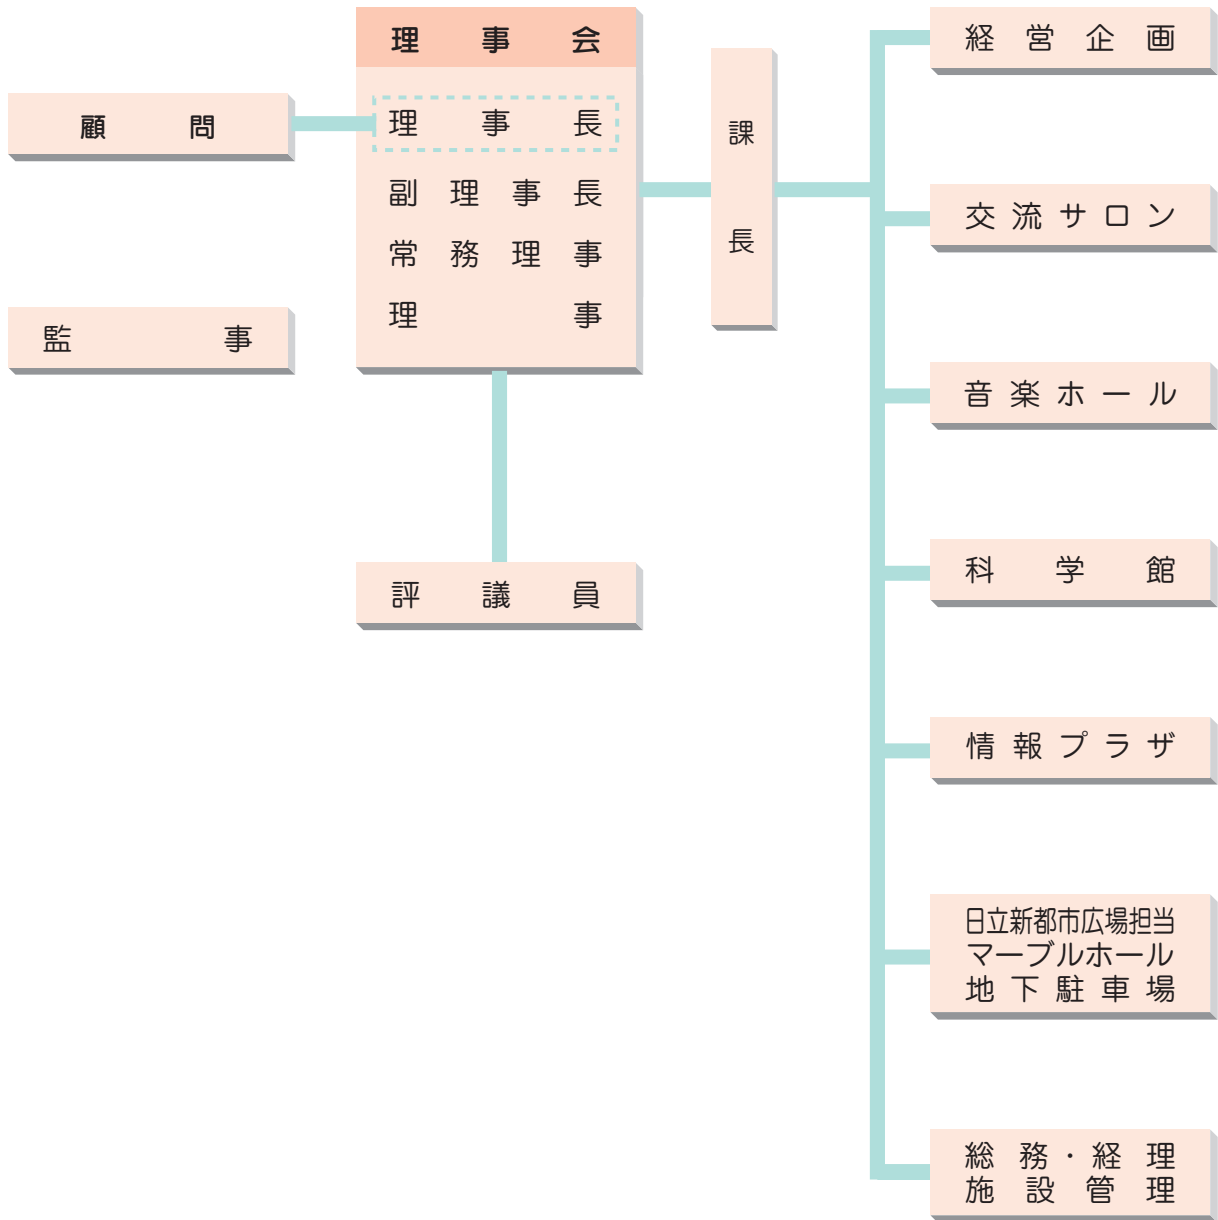 顧問
監事
理事会
理事長
副理事長
常務理事
理事
評議員
課長
経営企画
交流サロン
音楽ホール
科学館
情報プラザ
日立新都市広場担当
マーブルホール
地下駐車場
総務・経理
施設管理